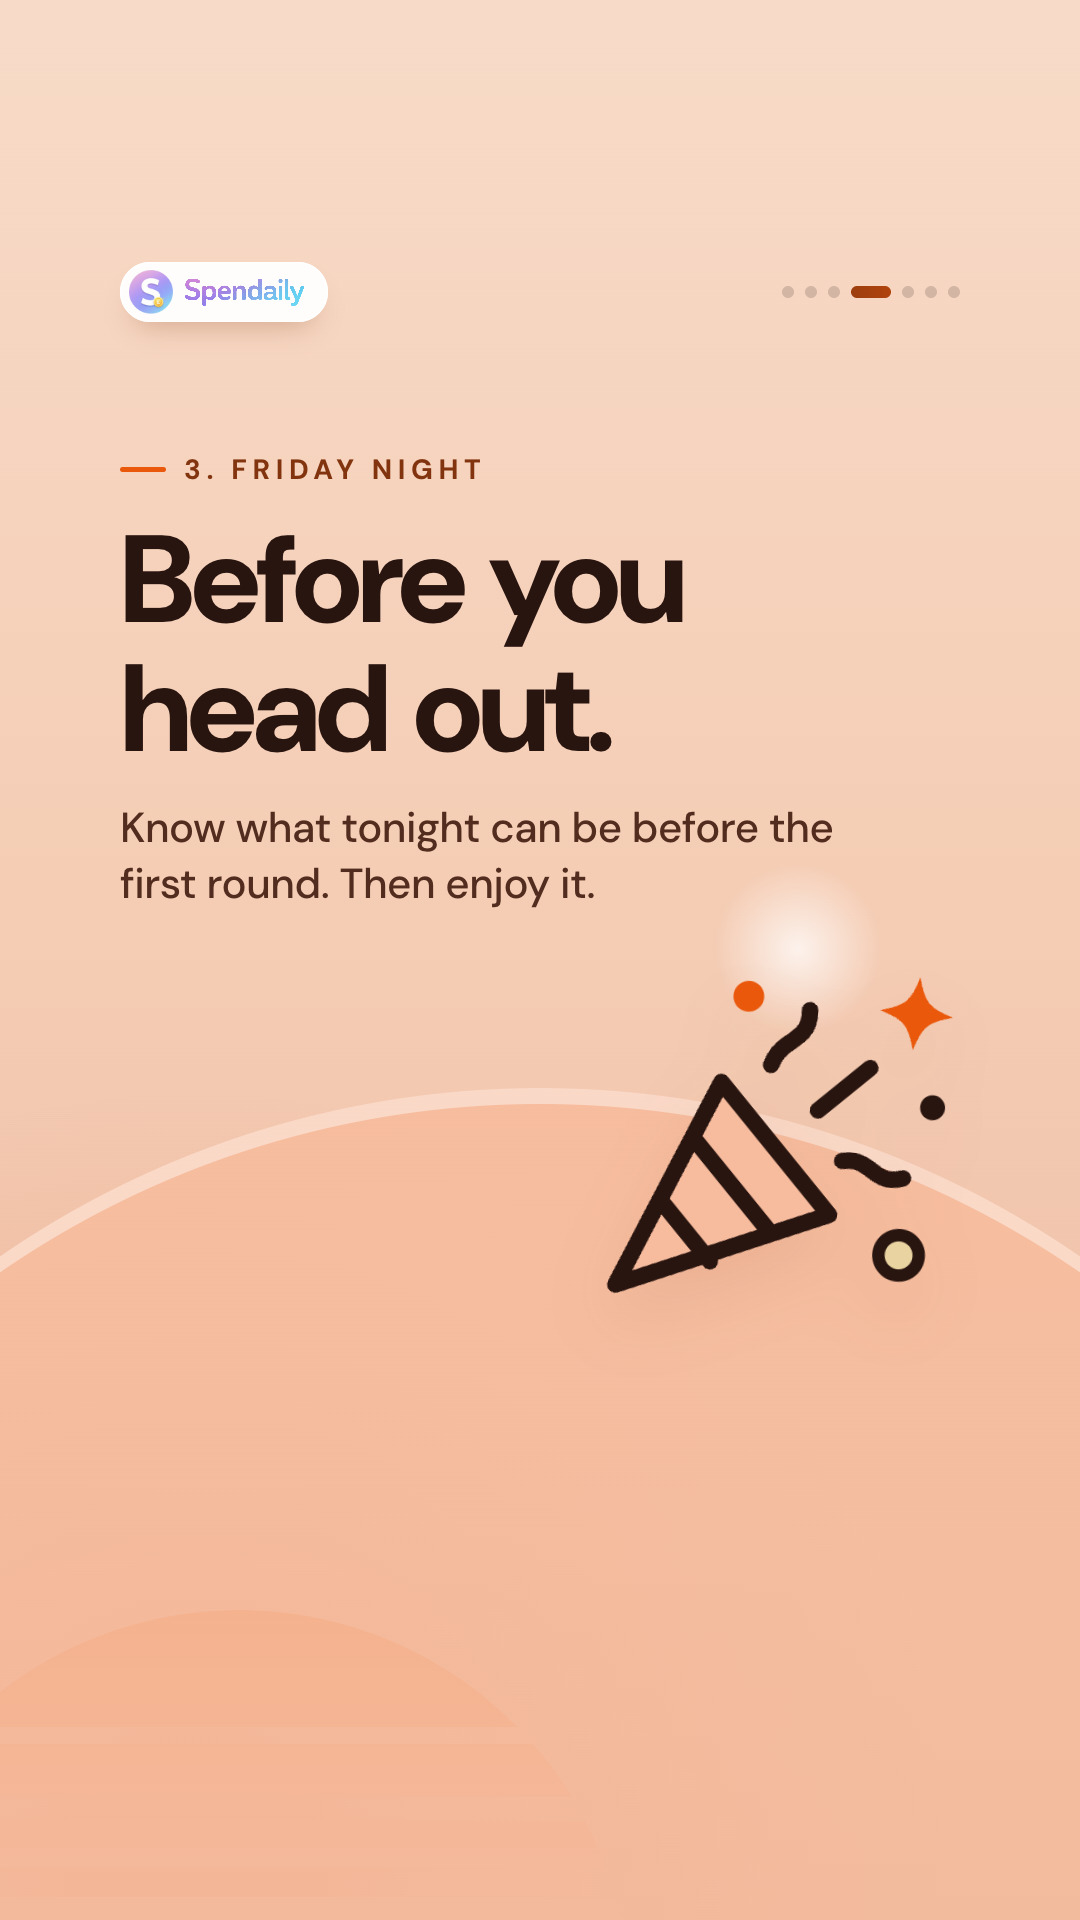 Spendaily
3. FRIDAY NIGHT
Before you
head out.
Know what tonight can be before the
first round. Then enjoy it.